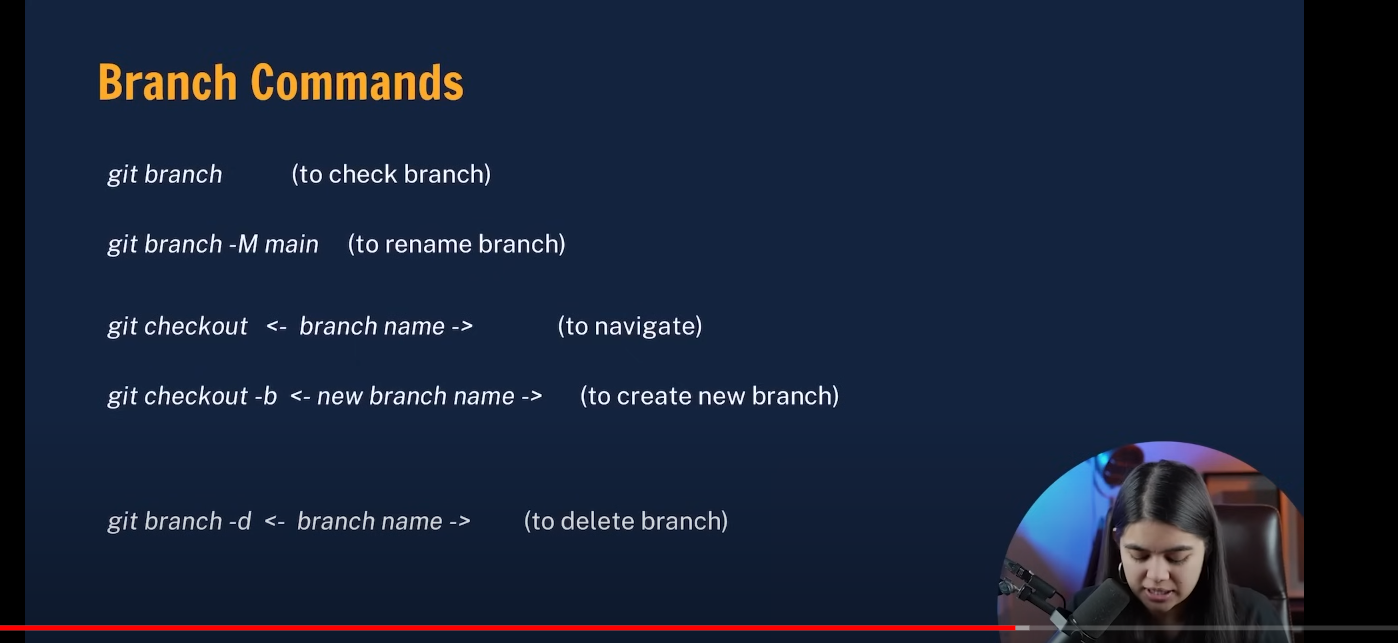 Branch Commands
git branch (to check branch)
git branch -M main (to rename branch)
git checkout <- branch name -> (to navigate)
git checkout -b <- new branch name -> (to create new branch)
git branch -d <- branch name -> (to delete branch)